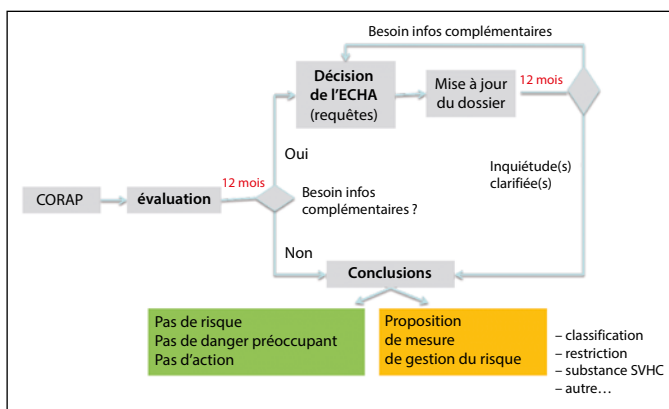 Besoin infos complémentaires
Décision
de l'ECHA
(requêtes)
Mise à jour
du dossier
12 mois
Oui
Inquiétude(s)
clarifiée(s)
CORAP
évaluation
12 mois
Besoin infos
complémentaires ?
Non
Conclusions
Pas de risque
Pas de danger préoccupant
Pas d'action
Proposition
de mesure
de gestion du risque
– classification
– restriction
– substance SVHC
– autre…